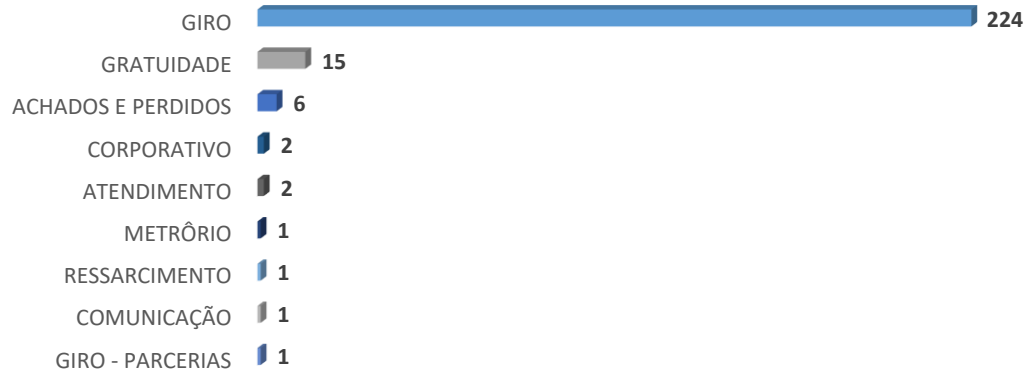 GIRO 224
GRATUIDADE 15
ACHADOS E PERDIDOS 6
CORPORATIVO 2
ATENDIMENTO 2
METRÔRIO 1
RESSARCIMENTO 1
COMUNICAÇÃO 1
GIRO - PARCERIAS 1